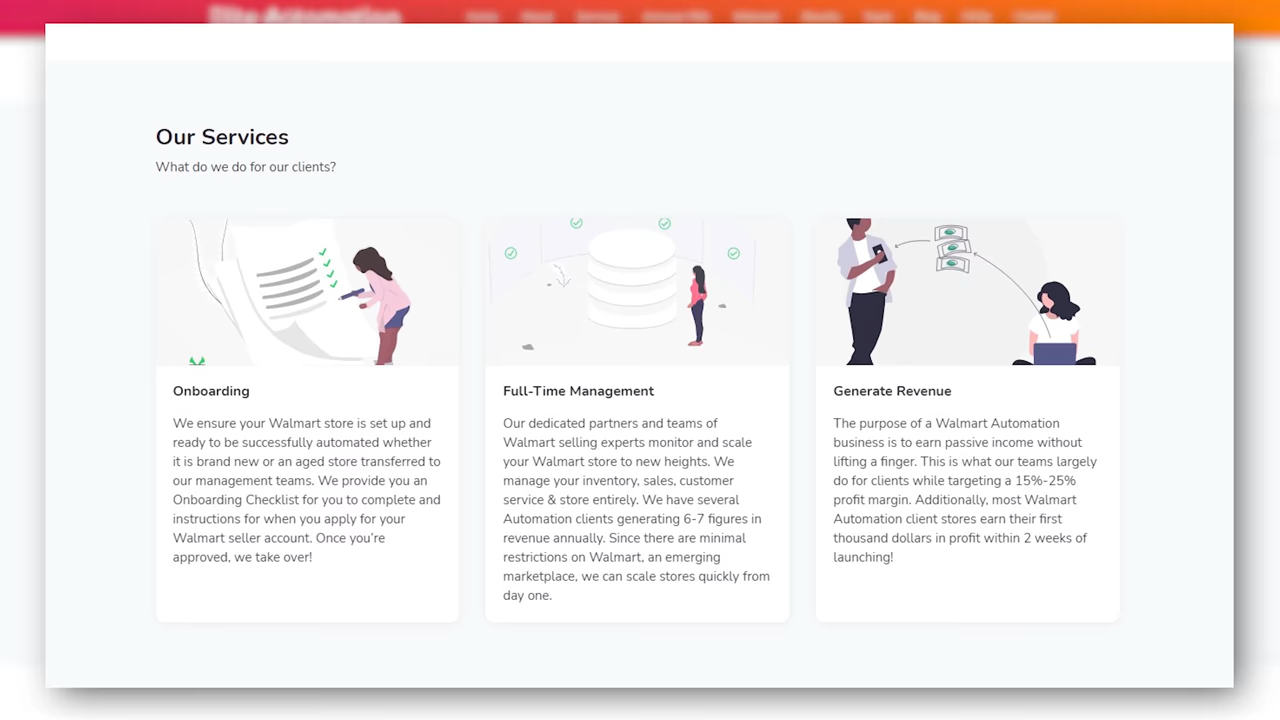 Our Services
What do we do for our clients?
Onboarding
We ensure your Walmart store is set up and
ready to be successfully automated whether
it is brand new or an aged store transferred to
our management teams. We provide you an
Onboarding Checklist for you to complete and
instructions for when you apply for your
Walmart seller account. Once you're
approved, we take over!
Full-Time Management
Our dedicated partners and teams of
Walmart selling experts monitor and scale
your Walmart store to new heights. We
manage your inventory, sales, customer
service & store entirely. We have several
Automation clients generating 6-7 figures in
revenue annually. Since there are minimal
restrictions on Walmart, an emerging
marketplace, we can scale stores quickly from
day one.
Generate Revenue
The purpose of a Walmart Automation
business is to earn passive income without
lifting a finger. This is what our teams largely
do for clients while targeting a 15%-25%
profit margin. Additionally, most Walmart
Automation client stores earn their first
thousand dollars in profit within 2 weeks of
launching!